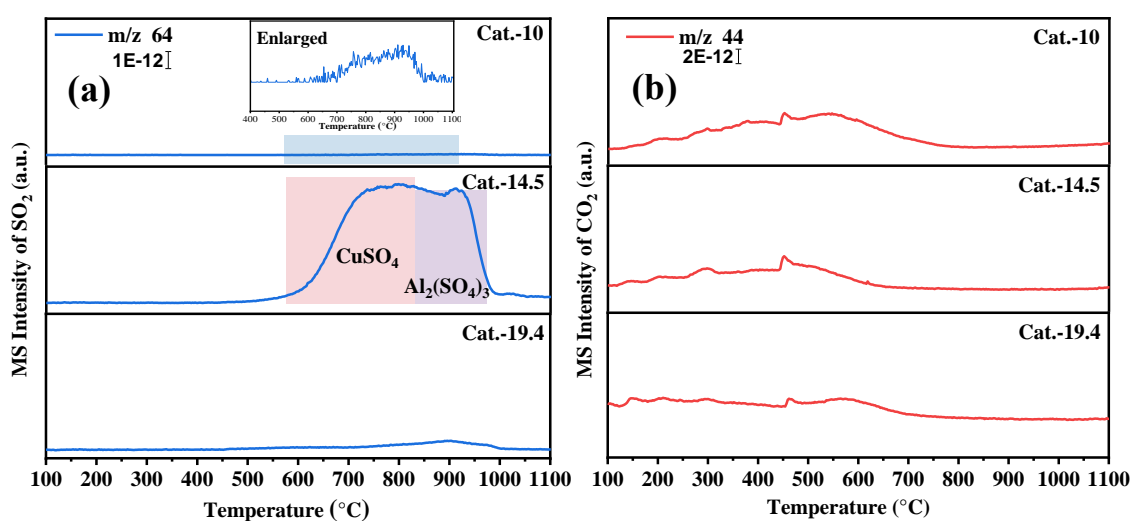 m/z 64
1E-12
(a)
Enlarged
400 500 600 700 800 900 1000 1100
Temperature (°C)
Cat.-10
Cat.-14.5
CuSO₄
Al₂(SO₄)₃
Cat.-19.4
MS Intensity of SO₂ (a.u.)
100 200 300 400 500 600 700 800 900 1000 1100
Temperature (°C)
m/z 44
2E-12
(b)
Cat.-10
Cat.-14.5
Cat.-19.4
MS Intensity of CO₂ (a.u.)
100 200 300 400 500 600 700 800 900 1000 1100
Temperature (°C)